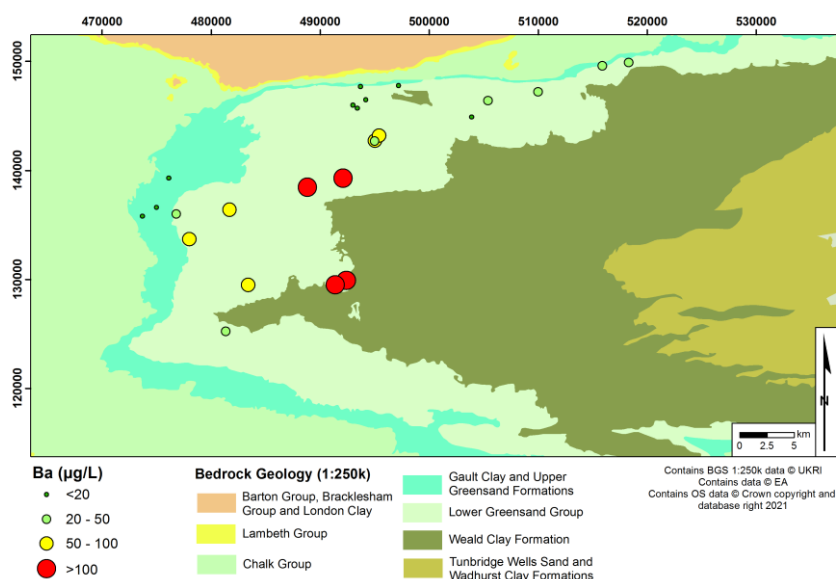 470000 480000 490000 500000 510000 520000 530000
150000
140000
130000
120000
N
0 2.5 5
km
Ba (µg/L)
<20
20 - 50
50 - 100
>100
Bedrock Geology (1:250k)
Barton Group, Bracklesham
Group and London Clay
Lambeth Group
Chalk Group
Gault Clay and Upper
Greensand Formations
Lower Greensand Group
Weald Clay Formation
Tunbridge Wells Sand and
Wadhurst Clay Formations
Contains BGS 1:250k data © UKRI
Contains data © EA
Contains OS data © Crown copyright and
database right 2021